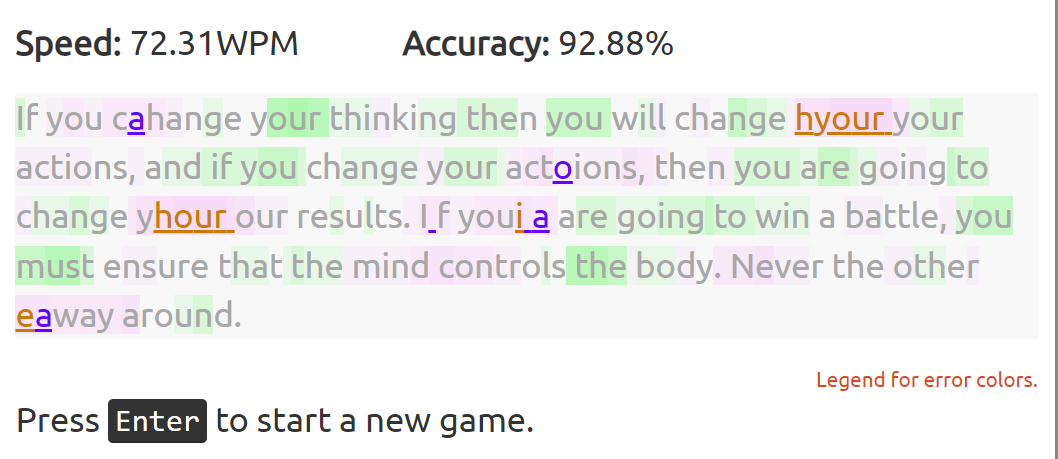 Speed: 72.31WPM Accuracy: 92.88%
If you cahange your thinking then you will change hyour your
actions, and if you change your actoions, then you are going to
change yhour our results. I f youi a are going to win a battle, you
must ensure that the mind controls the body. Never the other
eaway around.
Legend for error colors.
Press Enter to start a new game.